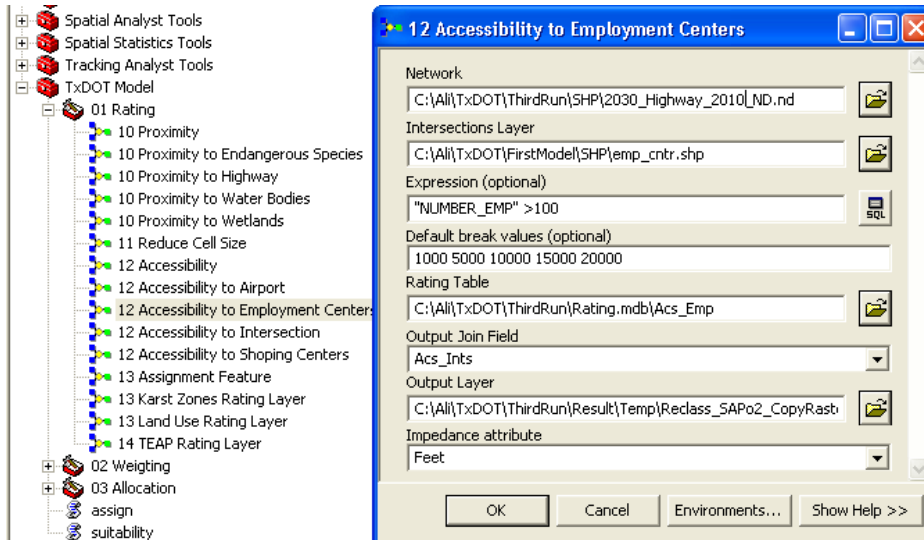 Spatial Analyst Tools
Spatial Statistics Tools
Tracking Analyst Tools
TxDOT Model
01 Rating
10 Proximity
10 Proximity to Endangerous Species
10 Proximity to Highway
10 Proximity to Water Bodies
10 Proximity to Wetlands
11 Reduce Cell Size
12 Accessibility
12 Accessibility to Airport
12 Accessibility to Employment Centers
12 Accessibility to Intersection
12 Accessibility to Shoping Centers
13 Assignment Feature
13 Karst Zones Rating Layer
13 Land Use Rating Layer
14 TEAP Rating Layer
02 Weigting
03 Allocation
assign
suitability
12 Accessibility to Employment Centers
Network
C:\Ali\TxDOT\ThirdRun\SHP\2030_Highway_2010_ND.nd
Intersections Layer
C:\Ali\TxDOT\FirstModel\SHP\emp_cntr.shp
Expression (optional)
"NUMBER_EMP" >100
SQL
Default break values (optional)
1000 5000 10000 15000 20000
Rating Table
C:\Ali\TxDOT\ThirdRun\Rating.mdb\Acs_Emp
Output Join Field
Acs_Ints
Output Layer
C:\Ali\TxDOT\ThirdRun\Result\Temp\Reclass_SAPo2_CopyRast
Impedance attribute
Feet
OK
Cancel
Environments...
Show Help >>